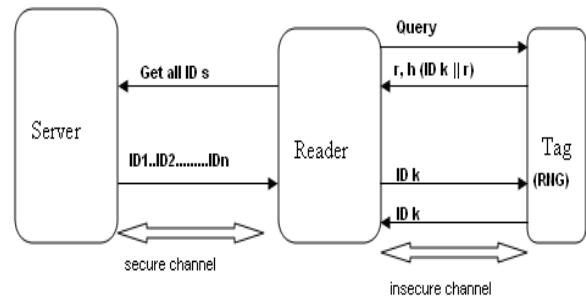 Query
r, h (ID k || r)
Get all ID s
Server
Reader
Tag
(RNG)
ID1..ID2.........IDn
ID k
ID k
secure channel
insecure channel